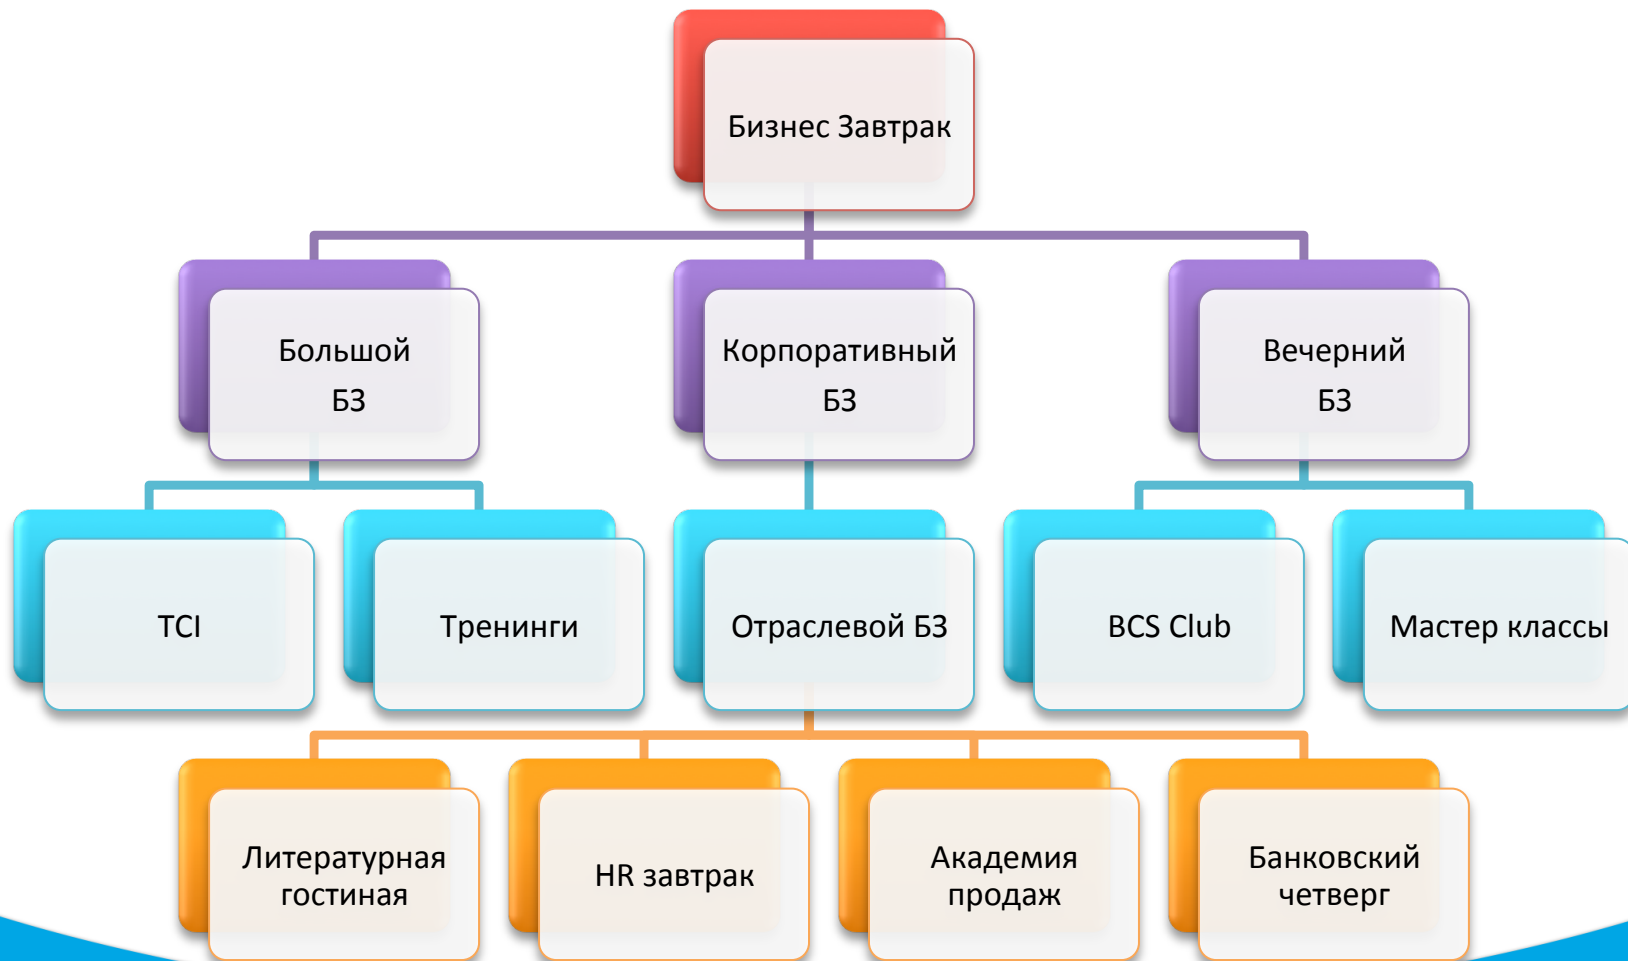 Бизнес Завтрак
Большой
БЗ
Корпоративный
БЗ
Вечерний
БЗ
TCI
Тренинги
Отраслевой БЗ
BCS Club
Мастер классы
Литературная
гостиная
HR завтрак
Академия
продаж
Банковский
четверг